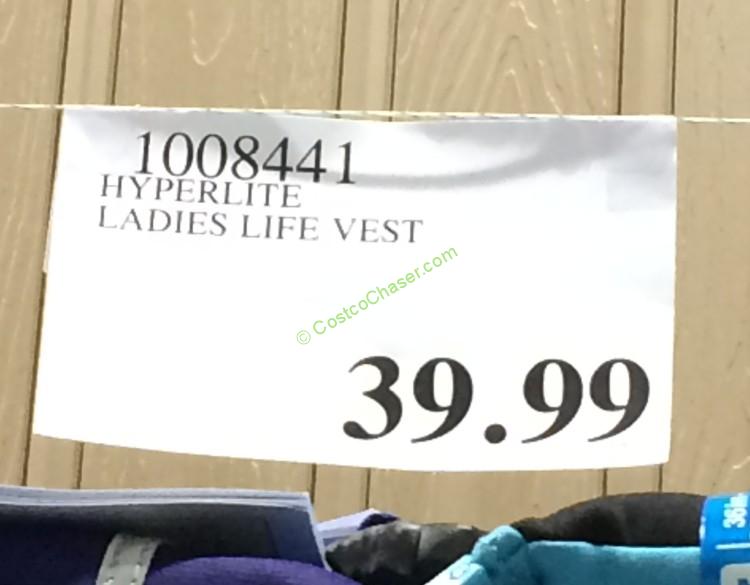 1008441
HYPERLITE
LADIES LIFE VEST
© CostcoChaser.com
39.99